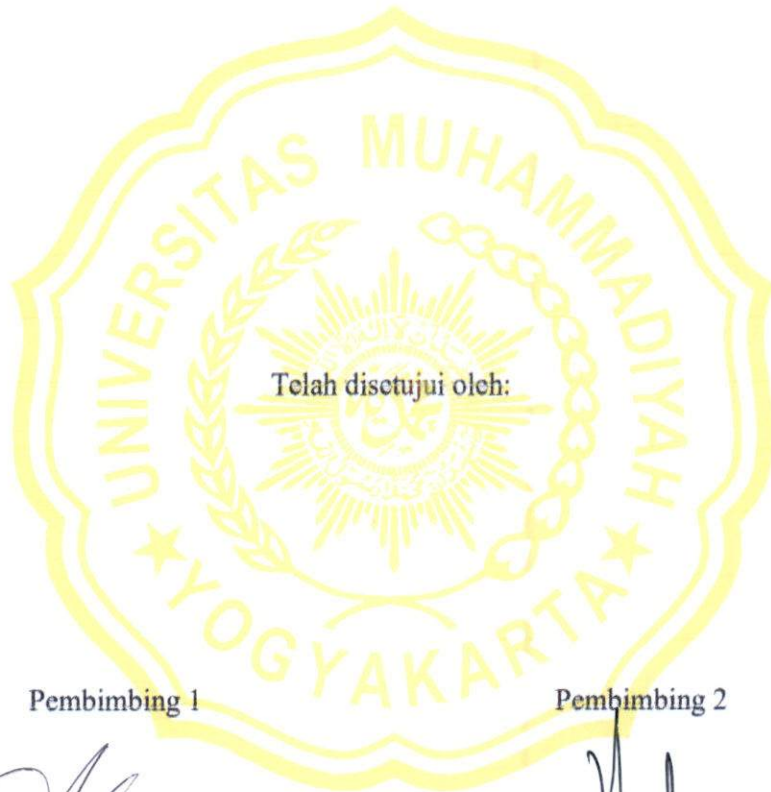 UNIVERSITAS MUHAMMADIYAH
Telah disetujui oleh:
YOGYAKARTA
Pembimbing 1
Pembimbing 2